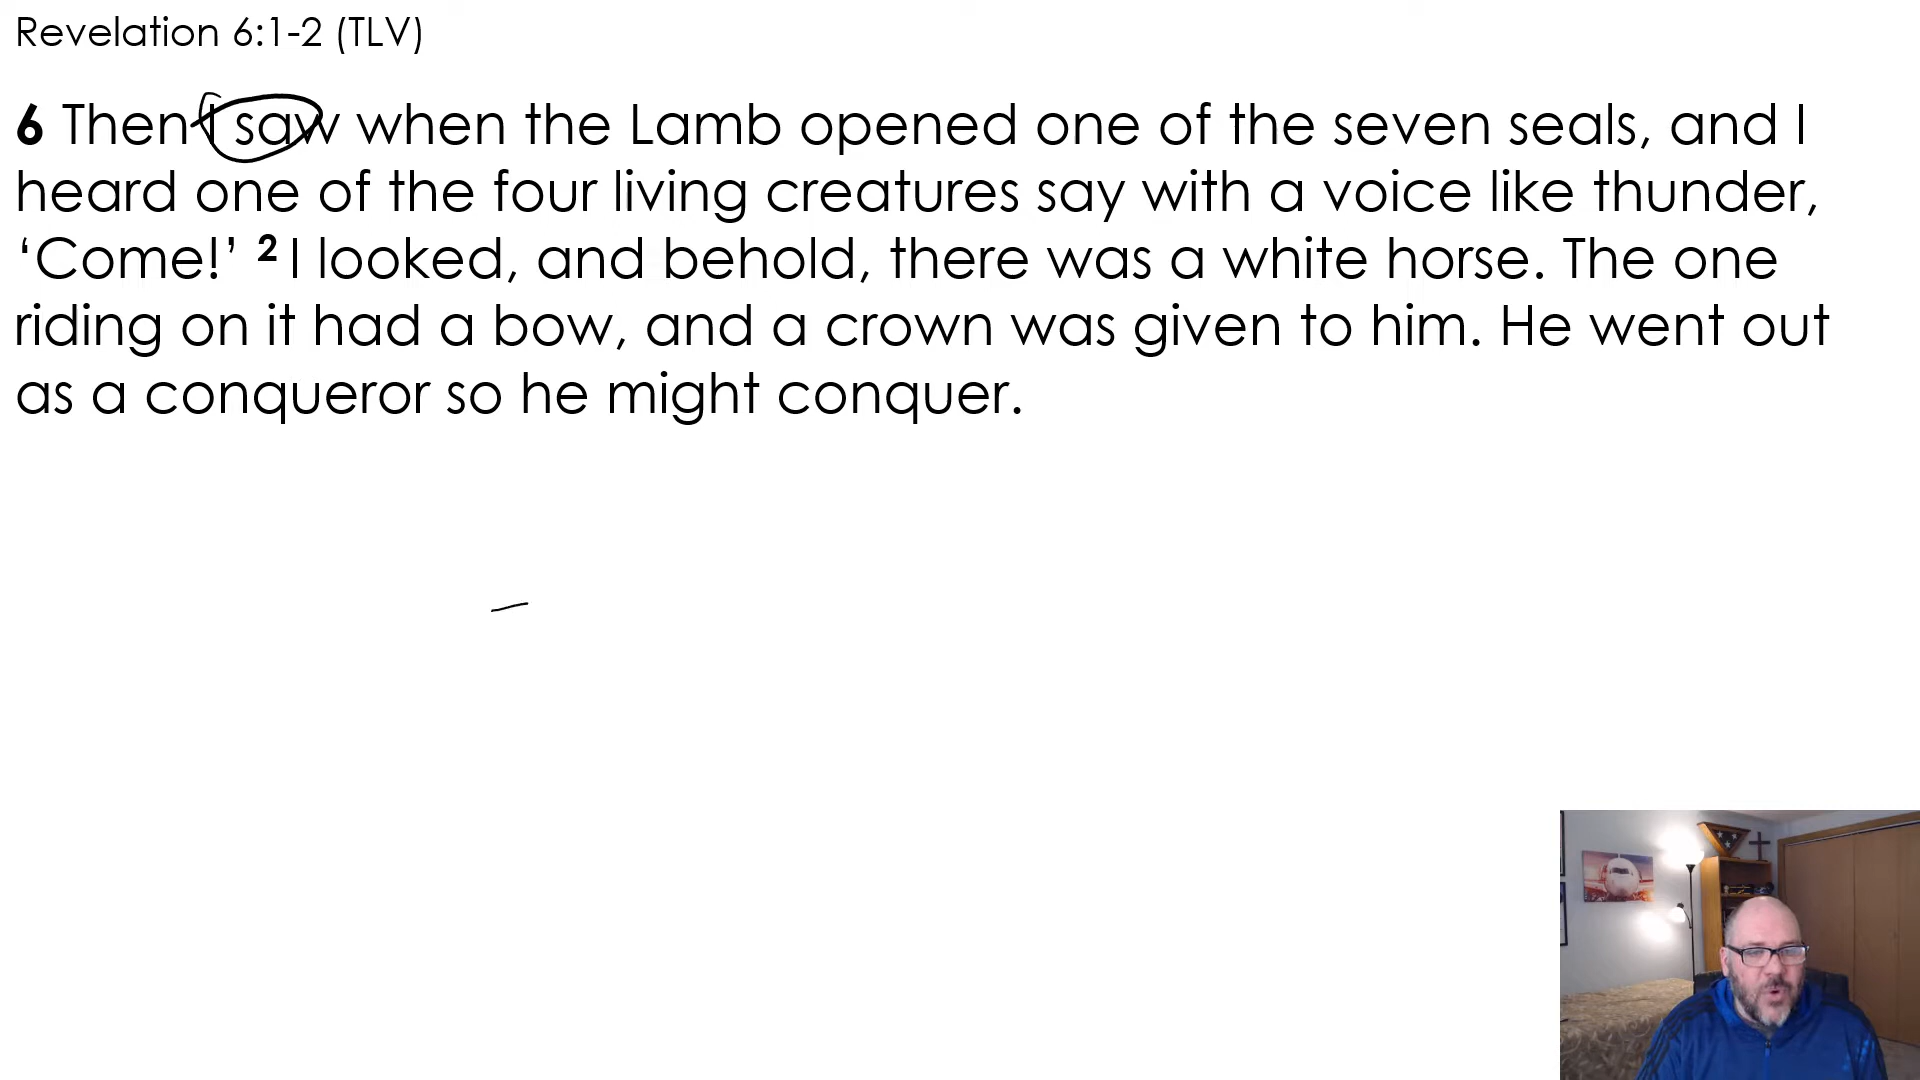 Revelation 6:1-2 (TLV)
6 Then I saw when the Lamb opened one of the seven seals, and I
heard one of the four living creatures say with a voice like thunder,
‘Come!’ 2 I looked, and behold, there was a white horse. The one
riding on it had a bow, and a crown was given to him. He went out
as a conqueror so he might conquer.